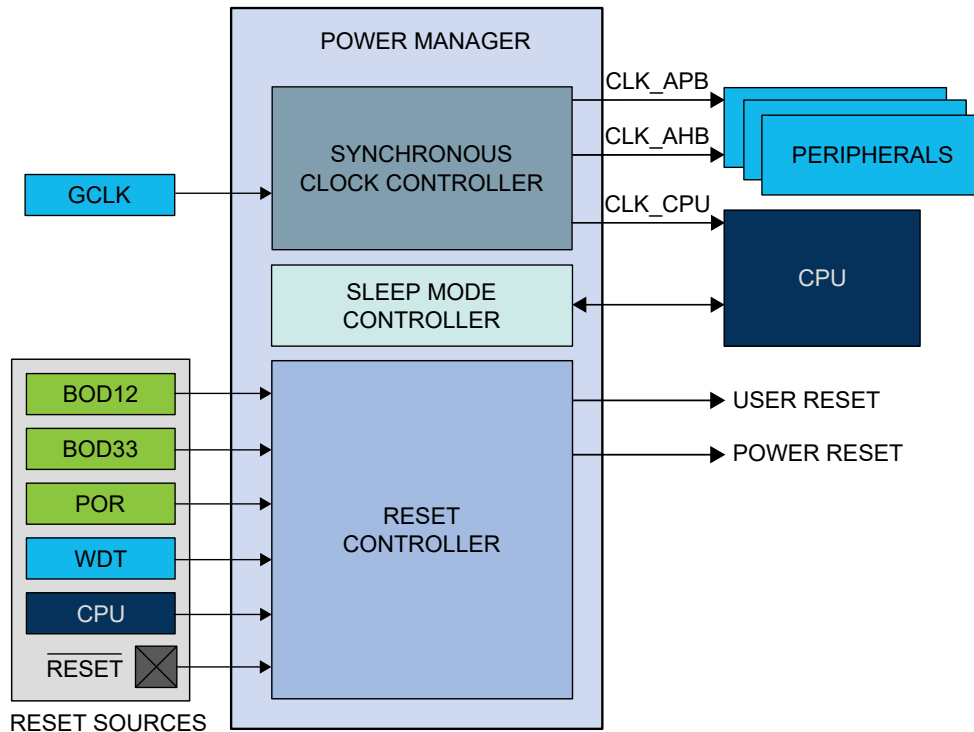 POWER MANAGER
CLK_APB
SYNCHRONOUS
CLOCK CONTROLLER
CLK_AHB
PERIPHERALS
GCLK
CLK_CPU
CPU
SLEEP MODE
CONTROLLER
BOD12
USER RESET
BOD33
POWER RESET
POR
RESET
CONTROLLER
WDT
CPU
RESET
RESET SOURCES